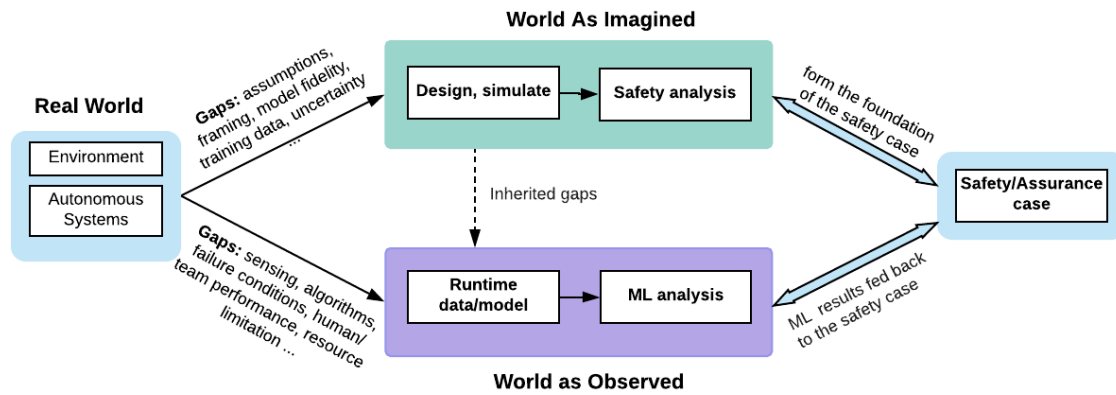 World As Imagined
Real World
Environment
Autonomous
Systems
Gaps: assumptions,
framing, model fidelity,
training data, uncertainty
...
Design, simulate
Safety analysis
form the foundation
of the safety case
Inherited gaps
Safety/Assurance
case
Gaps: sensing, algorithms,
failure conditions, human/
team performance, resource
limitation ...
Runtime
data/model
ML analysis
ML results fed back
to the safety case
World as Observed